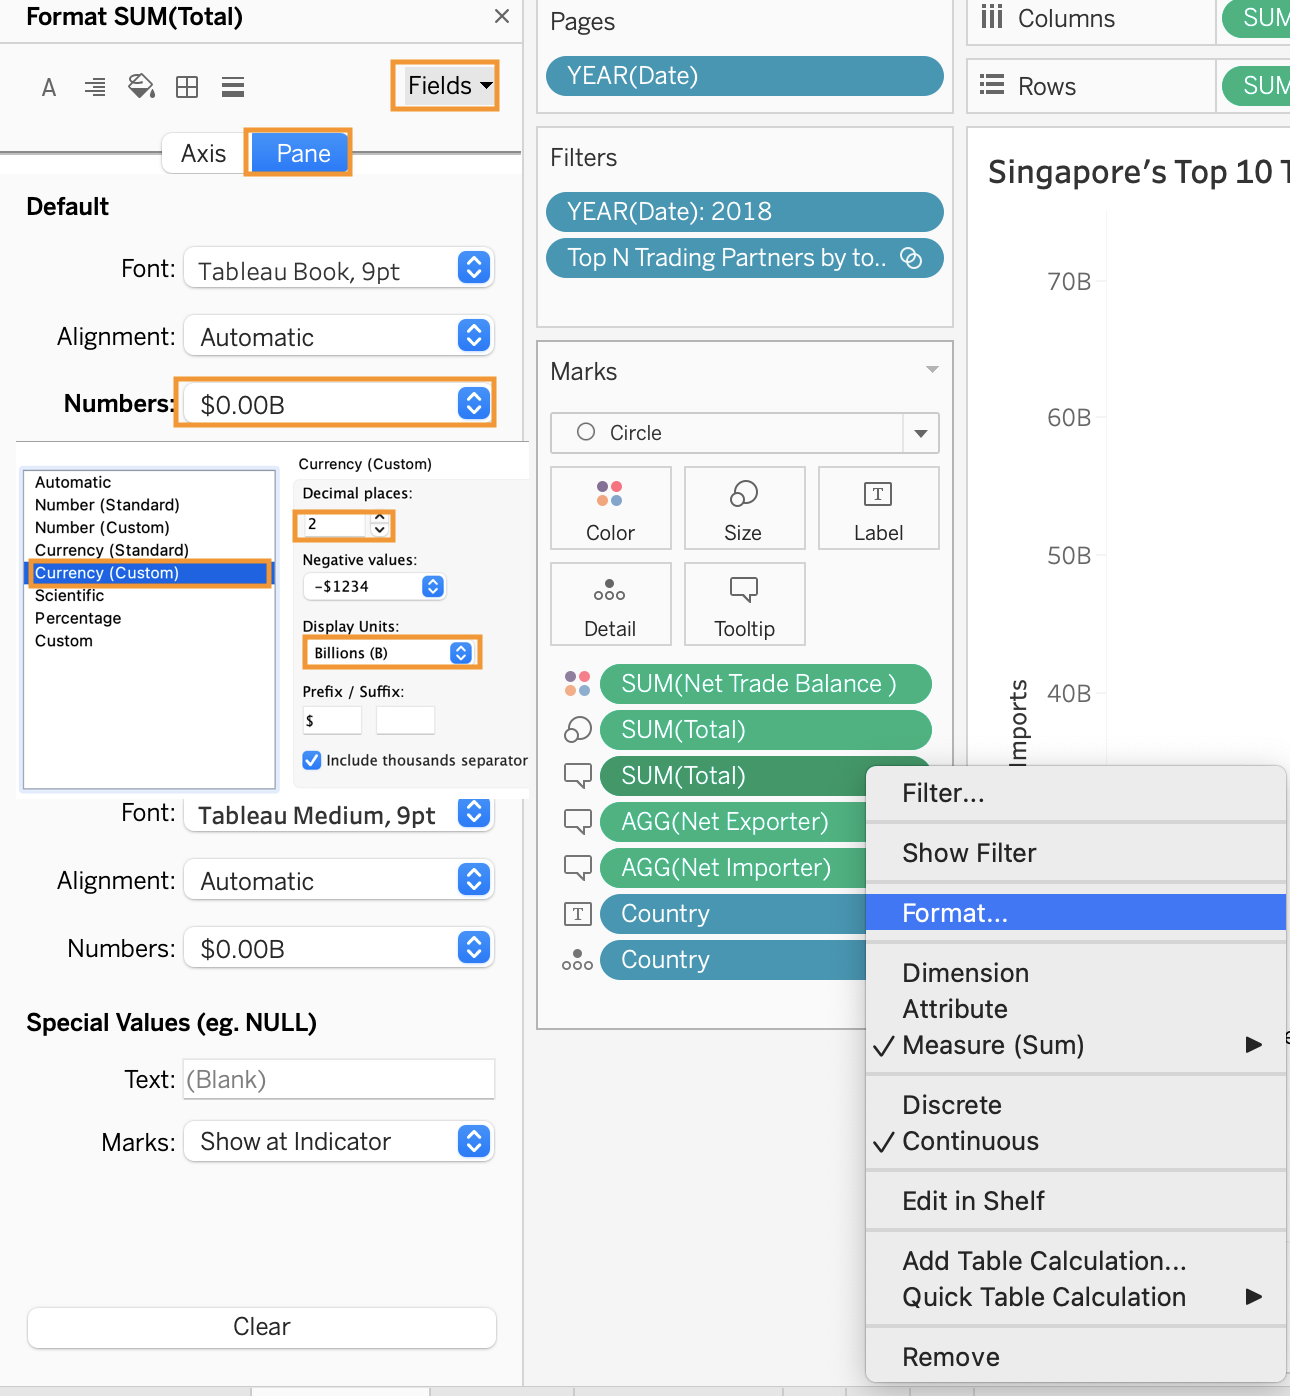 Format SUM(Total)
A
Fields
Axis
Pane
Default
Font:
Tableau Book, 9pt
Alignment:
Automatic
Numbers:
$0.00B
Automatic
Number (Standard)
Number (Custom)
Currency (Standard)
Currency (Custom)
Scientific
Percentage
Custom
Currency (Custom)
Decimal places:
2
Negative values:
-$1234
Display Units:
Billions (B)
Prefix / Suffix:
$
Include thousands separator
Font:
Tableau Medium, 9pt
Alignment:
Automatic
Numbers:
$0.00B
Special Values (eg. NULL)
Text:
(Blank)
Marks:
Show at Indicator
Clear
Pages
YEAR(Date)
Filters
YEAR(Date): 2018
Top N Trading Partners by to..
Marks
Circle
Color
Size
T
Label
Detail
Tooltip
SUM(Net Trade Balance )
SUM(Total)
SUM(Total)
AGG(Net Exporter)
AGG(Net Importer)
T
Country
Country
Columns
SUM
Rows
SUM
Singapore's Top 10 T
70B
60B
50B
40B
Imports
Filter...
Show Filter
Format...
Dimension
Attribute
Measure (Sum)
Discrete
Continuous
Edit in Shelf
Add Table Calculation...
Quick Table Calculation
Remove